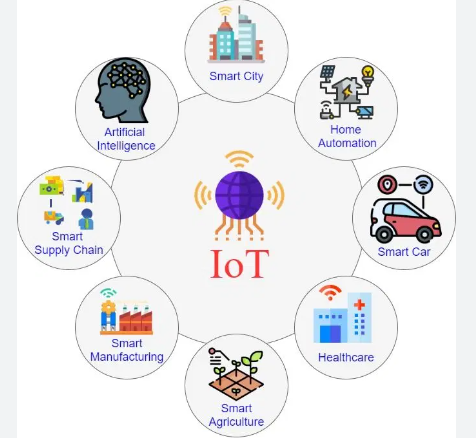 Smart City
Home
Automation
Smart Car
Healthcare
Smart
Agriculture
Smart
Manufacturing
Smart
Supply Chain
Artificial
Intelligence
IoT